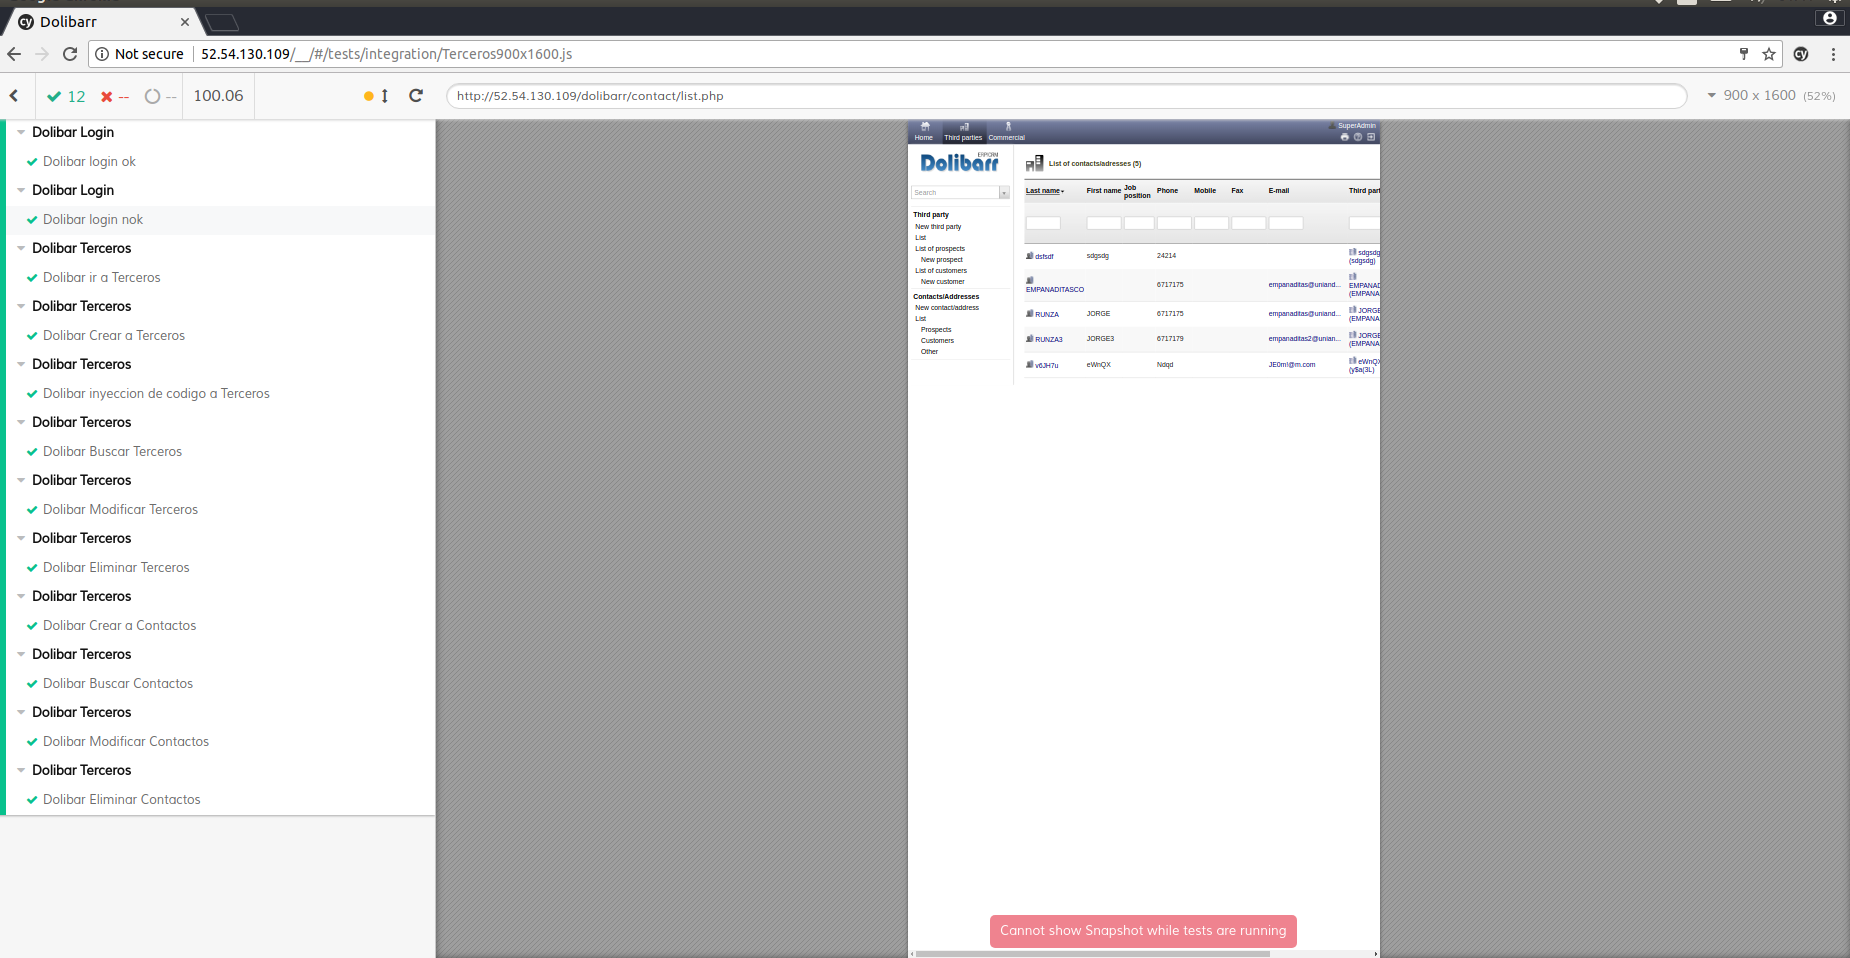 Dolibarr
Not secure 52.54.130.109/__/#/tests/integration/Terceros900x1600.js
12 -- -- 100.06
http://52.54.130.109/dolibarr/contact/list.php
900 x 1600 (52%)
Dolibar Login
Dolibar login ok
Dolibar Login
Dolibar login nok
Dolibar Terceros
Dolibar ir a Terceros
Dolibar Terceros
Dolibar Crear a Terceros
Dolibar Terceros
Dolibar inyeccion de codigo a Terceros
Dolibar Terceros
Dolibar Buscar Terceros
Dolibar Terceros
Dolibar Modificar Terceros
Dolibar Terceros
Dolibar Eliminar Terceros
Dolibar Terceros
Dolibar Crear a Contactos
Dolibar Terceros
Dolibar Buscar Contactos
Dolibar Terceros
Dolibar Modificar Contactos
Dolibar Terceros
Dolibar Eliminar Contactos
Home Third parties Commercial
SuperAdmin
ERP/CRM
Dolibarr
Search
Third party
New third party
List
List of prospects
New prospect
List of customers
New customer
Contacts/Addresses
New contact/address
List
Prospects
Customers
Other
List of contacts/adresses (5)
Last name First name Job position Phone Mobile Fax E-mail Third part
dsfsdf sdgsdg 24214 sdgsdg
(sdgsdg)
EMPANADITASCO 6717175 empanaditas@uniand... EMPANAD
(EMPANA
RUNZA JORGE 6717175 empanaditas@uniand... JORGE
(EMPANA
RUNZA3 JORGE3 6717179 empanaditas2@unian... JORGE
(EMPANA
v6JH7u eWnQX Ndqd JE0m!@m.com eWnQX
(y$a(3L)
Cannot show Snapshot while tests are running